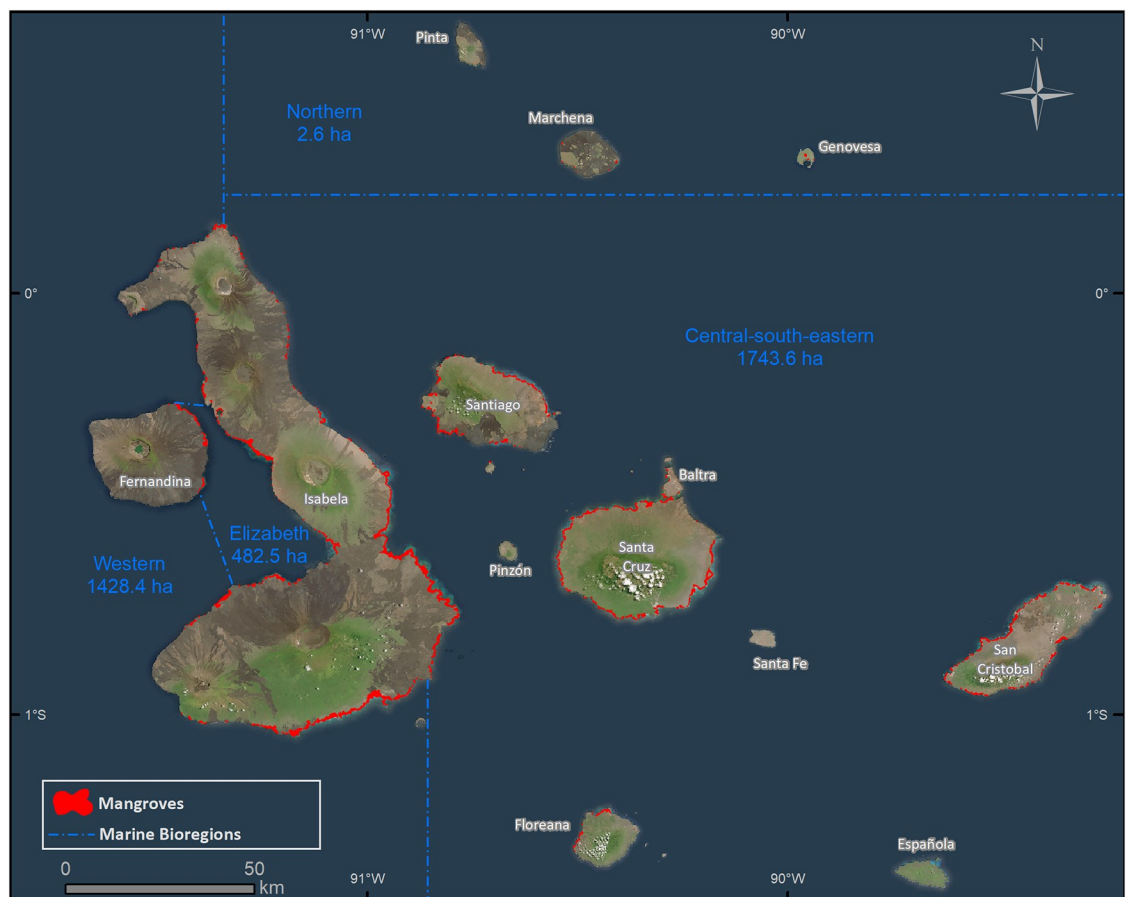 91°W
90°W
N
Pinta
Northern
2.6 ha
Marchena
Genovesa
0°
0°
Central-south-eastern
1743.6 ha
Santiago
Fernandina
Isabela
Baltra
Elizabeth
482.5 ha
Western
1428.4 ha
Santa
Cruz
Pinzón
Santa Fe
San
Cristobal
1°S
1°S
Mangroves
Marine Bioregions
Floreana
Española
0
50
km
91°W
90°W